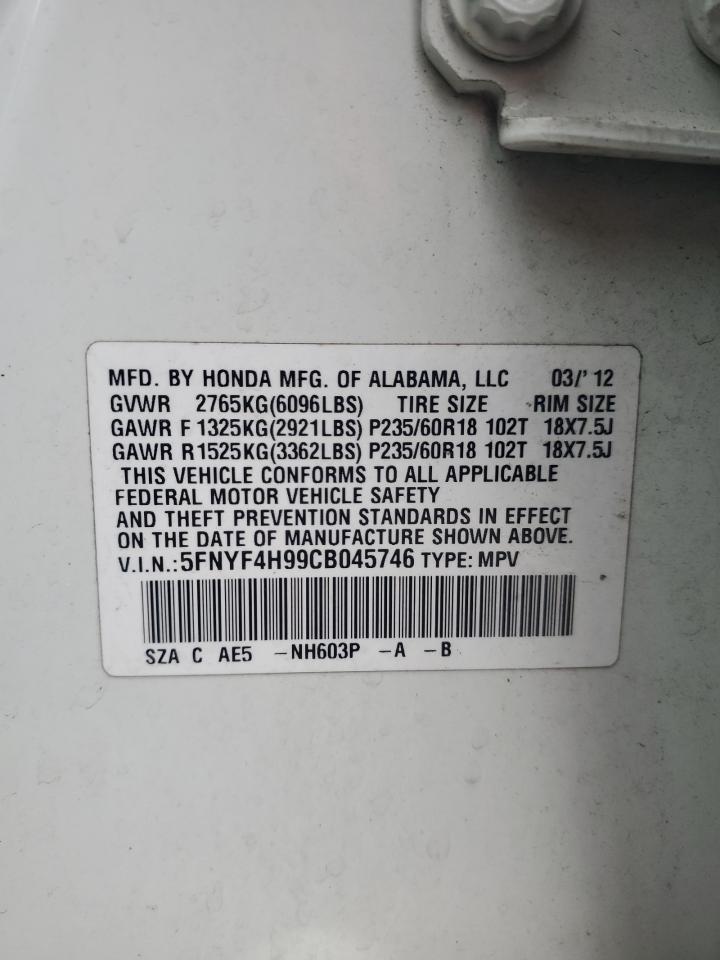 MFD. BY HONDA MFG. OF ALABAMA, LLC 03/'12
GVWR 2765KG(6096LBS) TIRE SIZE RIM SIZE
GAWR F1325KG(2921LBS) P235/60R18 102T 18X7.5J
GAWR R1525KG(3362LBS) P235/60R18 102T 18X7.5J
THIS VEHICLE CONFORMS TO ALL APPLICABLE
FEDERAL MOTOR VEHICLE SAFETY
AND THEFT PREVENTION STANDARDS IN EFFECT
ON THE DATE OF MANUFACTURE SHOWN ABOVE.
V.I.N.:5FNYF4H99CB045746 TYPE: MPV
SZA C AE5 -NH603P -A -B